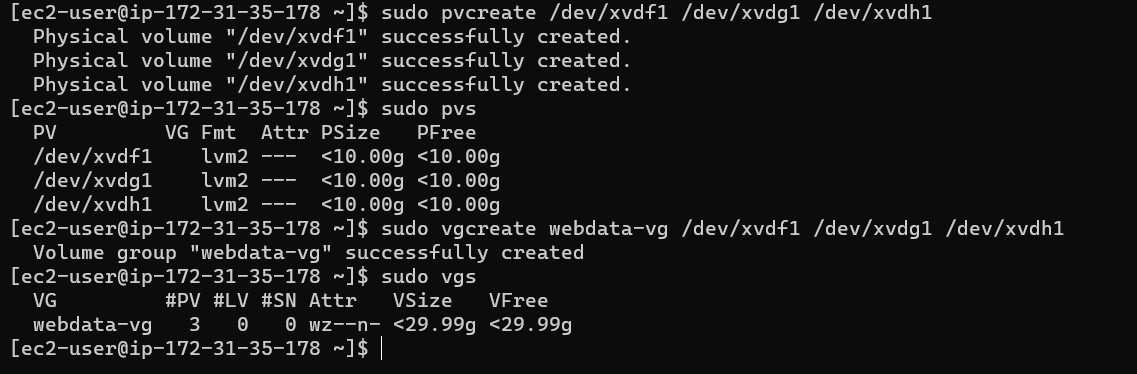 [ec2-user@ip-172-31-35-178 ~]$ sudo pvcreate /dev/xvdf1 /dev/xvdg1 /dev/xvdh1
  Physical volume "/dev/xvdf1" successfully created.
  Physical volume "/dev/xvdg1" successfully created.
  Physical volume "/dev/xvdh1" successfully created.
[ec2-user@ip-172-31-35-178 ~]$ sudo pvs
  PV         VG Fmt  Attr PSize   PFree
  /dev/xvdf1    lvm2 ---  <10.00g <10.00g
  /dev/xvdg1    lvm2 ---  <10.00g <10.00g
  /dev/xvdh1    lvm2 ---  <10.00g <10.00g
[ec2-user@ip-172-31-35-178 ~]$ sudo vgcreate webdata-vg /dev/xvdf1 /dev/xvdg1 /dev/xvdh1
  Volume group "webdata-vg" successfully created
[ec2-user@ip-172-31-35-178 ~]$ sudo vgs
  VG         #PV #LV #SN Attr   VSize   VFree
  webdata-vg   3   0   0 wz--n- <29.99g <29.99g
[ec2-user@ip-172-31-35-178 ~]$